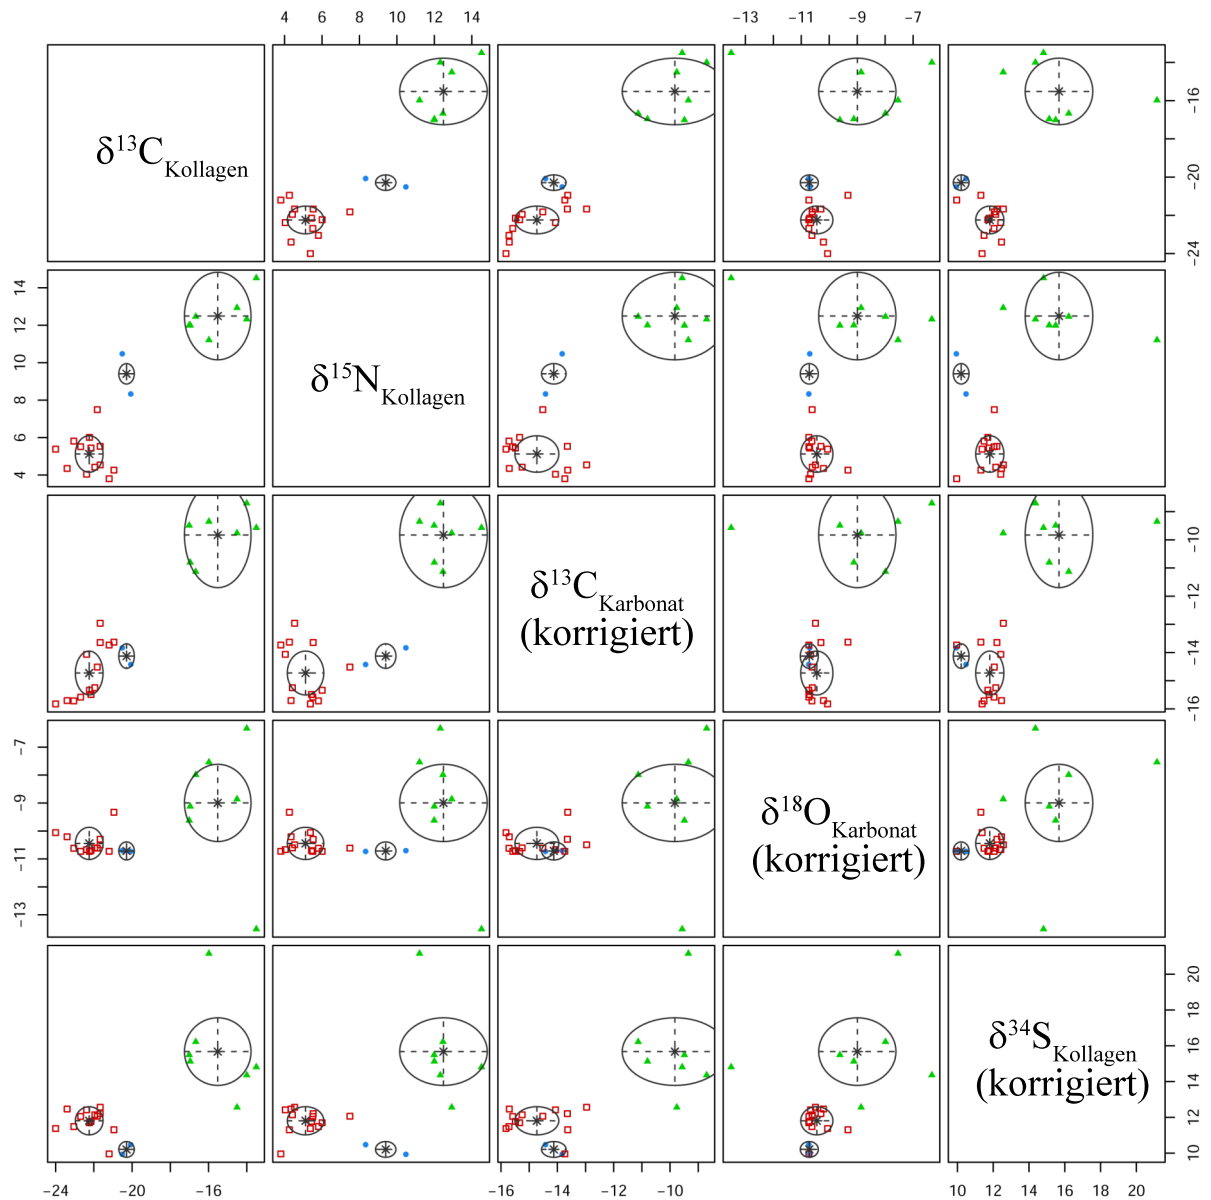 4 6 8 10 12 14 -13 -11 -9 -7
δ13CKollagen
-16
-20
-24
14
12
10
8
6
4
δ15NKollagen
δ13CKarbonat
(korrigiert)
-10
-12
-14
-16
-7
-9
-11
-13
δ18OKarbonat
(korrigiert)
δ34SKollagen
(korrigiert)
20
18
16
14
12
10
-24 -20 -16 -16 -14 -12 -10 10 12 14 16 18 20